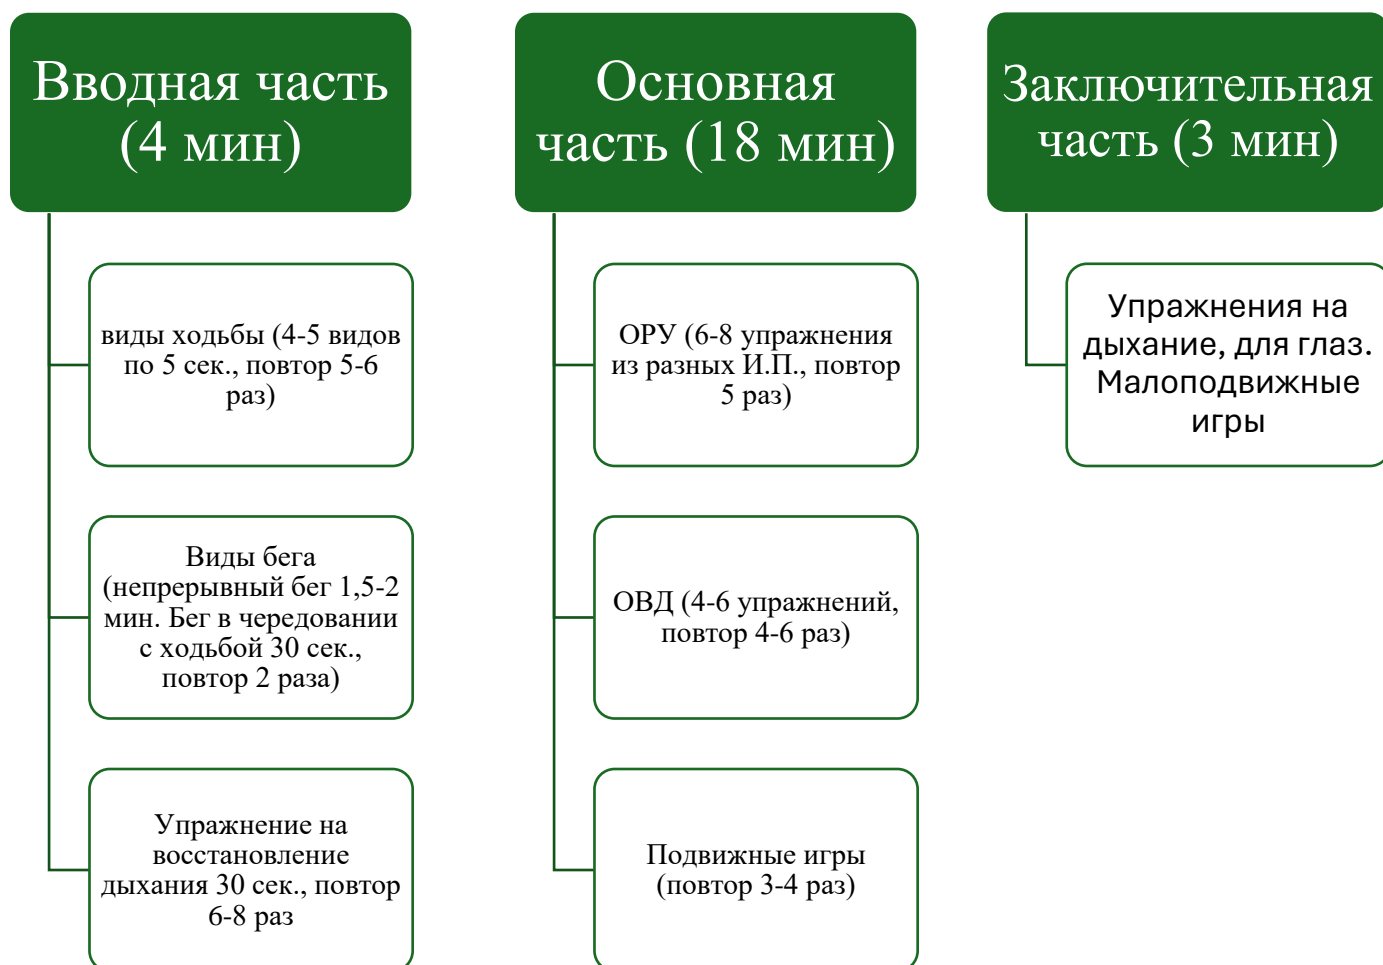 Вводная часть
(4 мин)
виды ходьбы (4-5 видов
по 5 сек., повтор 5-6
раз)
Виды бега
(непрерывный бег 1,5-2
мин. Бег в чередовании
с ходьбой 30 сек.,
повтор 2 раза)
Упражнение на
восстановление
дыхания 30 сек., повтор
6-8 раз
Основная
часть (18 мин)
ОРУ (6-8 упражнения
из разных И.П., повтор
5 раз)
ОВД (4-6 упражнений,
повтор 4-6 раз)
Подвижные игры
(повтор 3-4 раз)
Заключительная
часть (3 мин)
Упражнения на
дыхание, для глаз.
Малоподвижные
игры